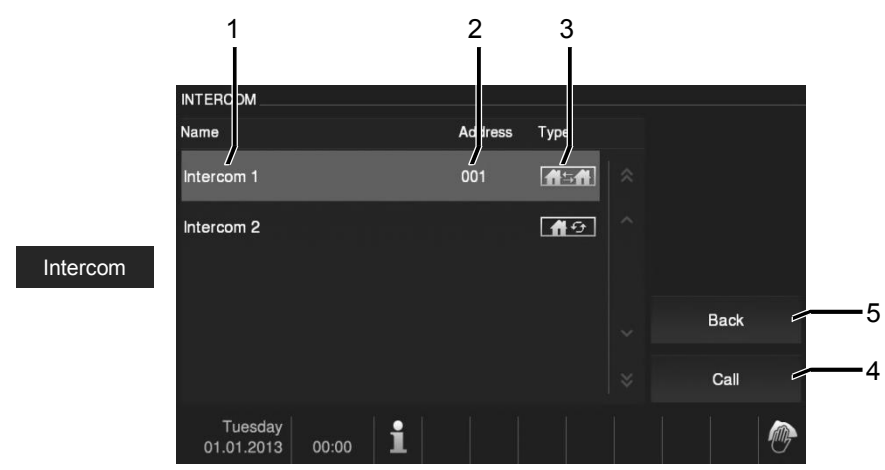 1 2 3
INTERCOM
Name Address Type
Intercom 1 001
Intercom 2
Intercom
Back 5
Call 4
Tuesday
01.01.2013 00:00